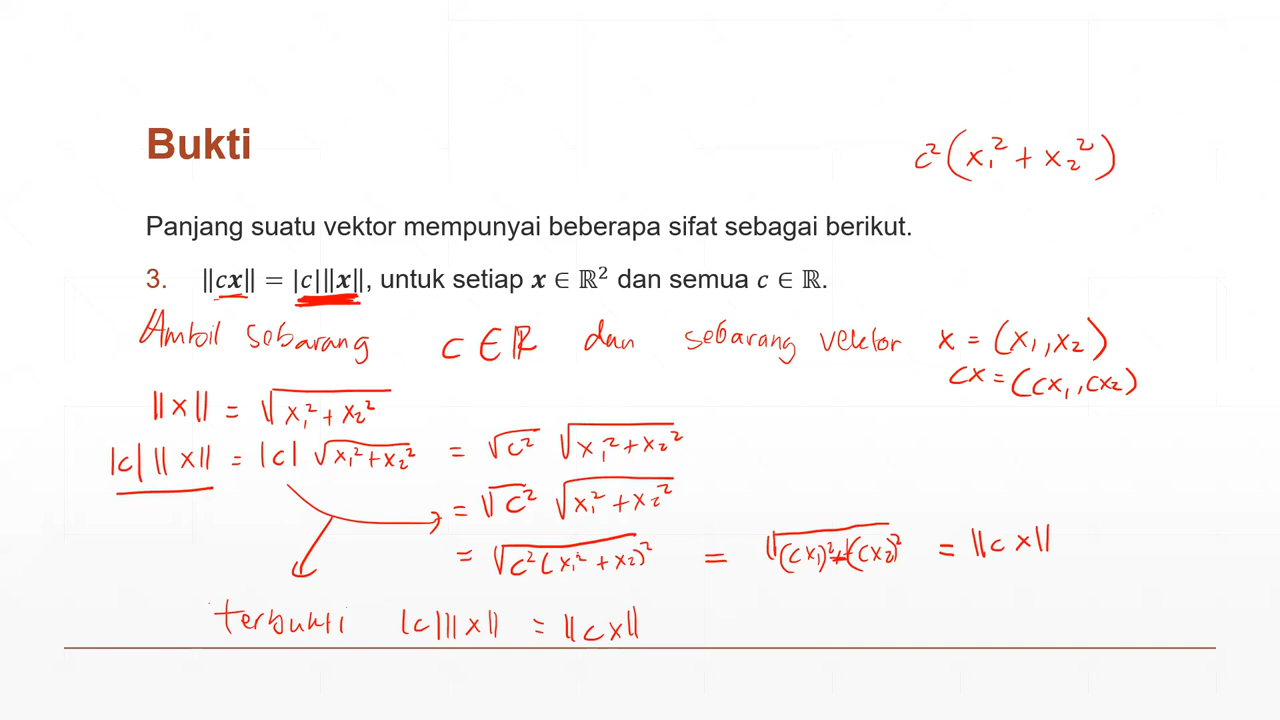 Bukti
c²(x₁² + x₂²)
Panjang suatu vektor mempunyai beberapa sifat sebagai berikut.
3. ‖cx‖ = |c|‖x‖, untuk setiap x ∈ ℝ² dan semua c ∈ ℝ.
Ambil sebarang c ∈ ℝ dan sebarang vektor x = (x₁, x₂)
cx = (cx₁, cx₂)
‖x‖ = √(x₁² + x₂²)
|c| ‖x‖ = |c| √(x₁² + x₂²) = √c² √(x₁² + x₂²)
= √c² √(x₁² + x₂²)
= √(c² (x₁² + x₂)²) = √((cx₁)² + (cx₂)²) = ‖cx‖
terbukti |c|‖x‖ = ‖cx‖